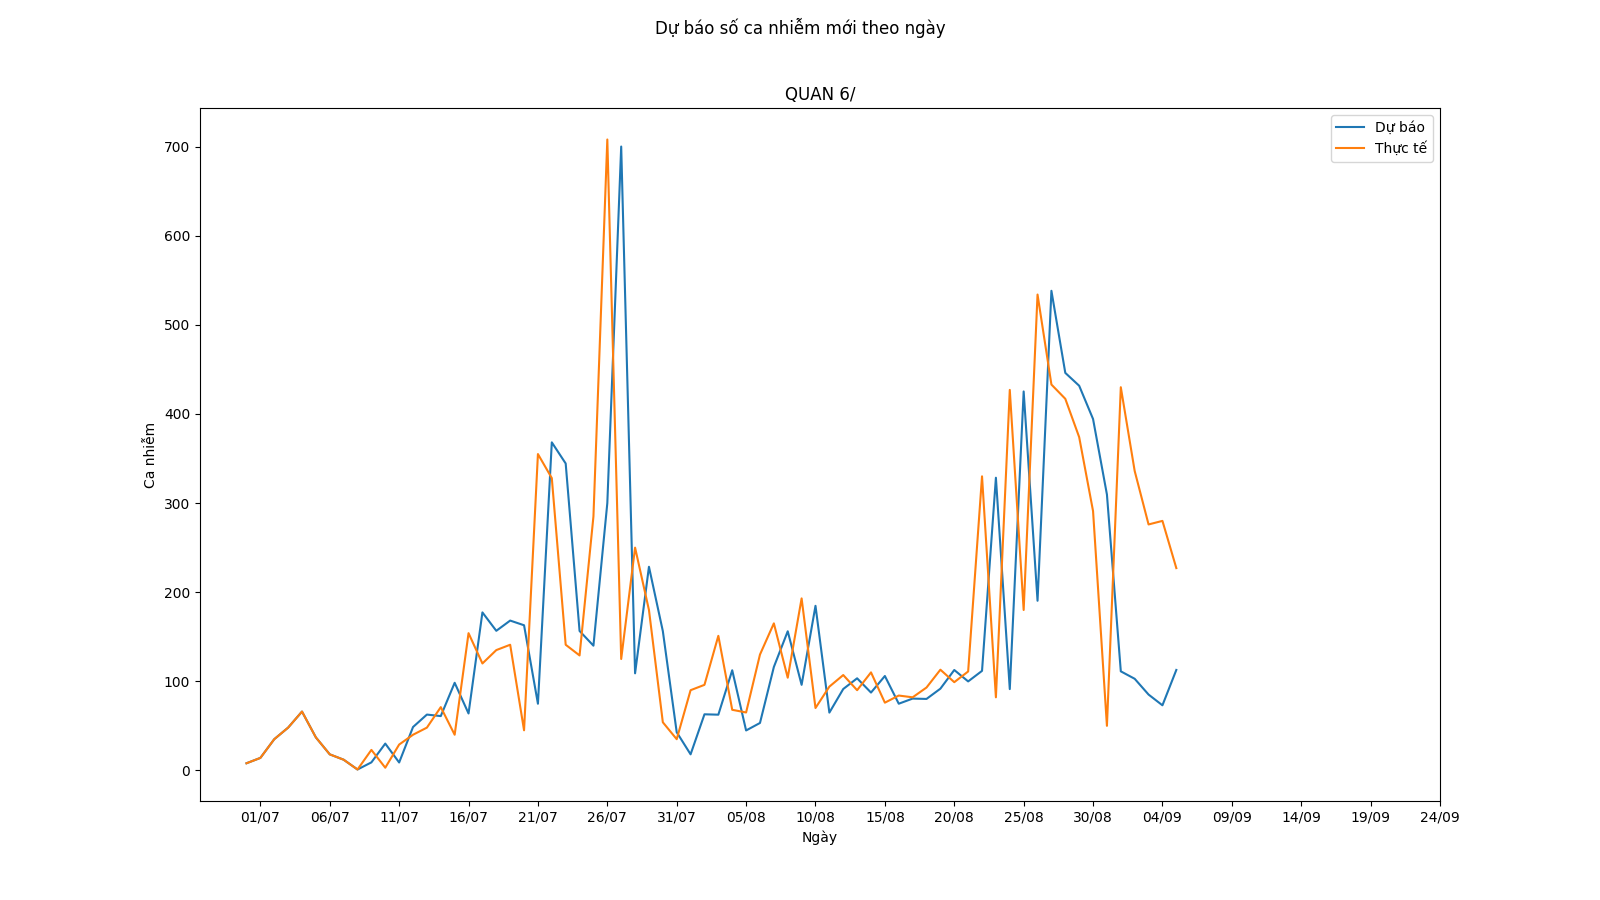 Dự báo số ca nhiễm mới theo ngày
QUAN 6/
Dự báo
Thực tế
700
600
500
400
300
200
100
0
Ca nhiễm
01/07 06/07 11/07 16/07 21/07 26/07 31/07 05/08 10/08 15/08 20/08 25/08 30/08 04/09 09/09 14/09 19/09 24/09
Ngày